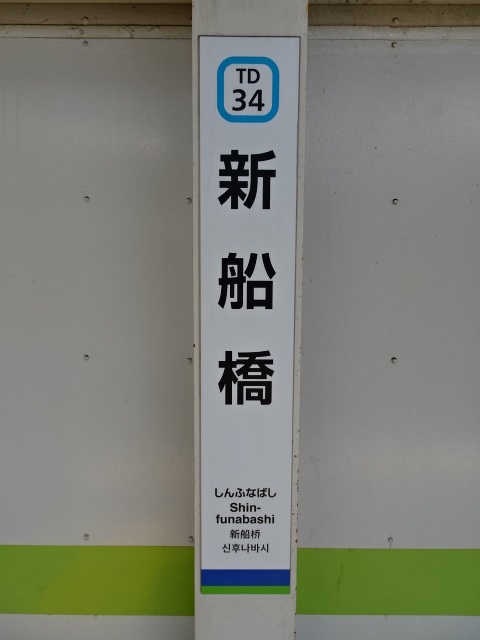 TD
34
新船橋
しんふなばし
Shin-
funabashi
新船桥
신후나바시